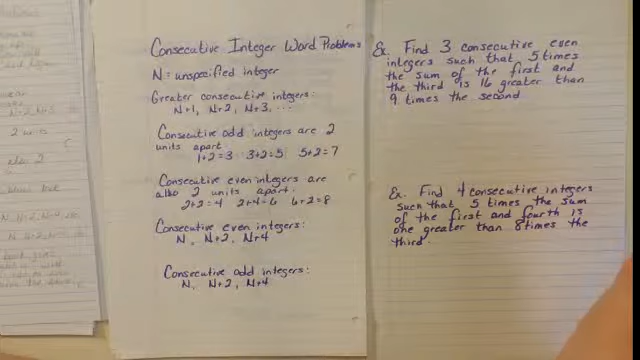 Consecutive Integer Word Problems
N = unspecified integer
Greater consecutive integers:
N+1, N+2, N+3, ...
Consecutive odd integers are 2
units apart.
1+2=3 3+2=5 5+2=7
Consecutive even integers are
also 2 units apart.
2+2=4 2+4=6 6+2=8
Consecutive even integers:
N, N+2, N+4
Consecutive odd integers:
N, N+2, N+4
Ex. Find 3 consecutive even
integers such that 5 times
the sum of the first and
the third is 16 greater than
9 times the second
Ex. Find 4 consecutive integers
such that 5 times the sum
of the first and fourth is
one greater than 8 times the
third.